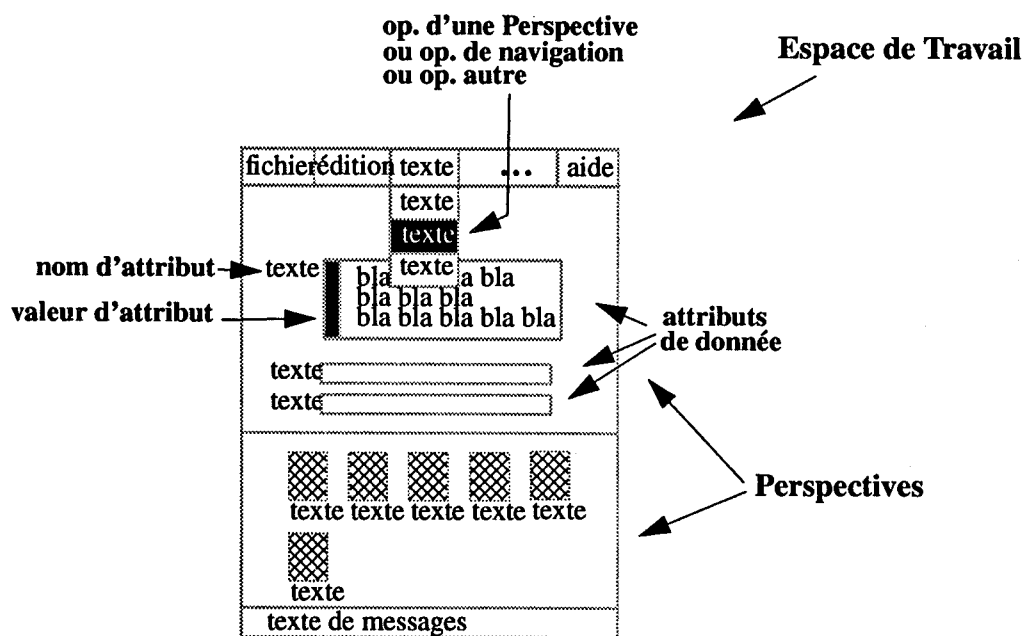 op. d'une Perspective
ou op. de navigation
ou op. autre
Espace de Travail
fichier édition texte ... aide
texte
texte
texte
nom d'attribut texte
bla a bla
bla bla bla
valeur d'attribut
bla bla bla bla bla
attributs
de donnée
texte
texte
Perspectives
texte texte texte texte texte
texte
texte de messages